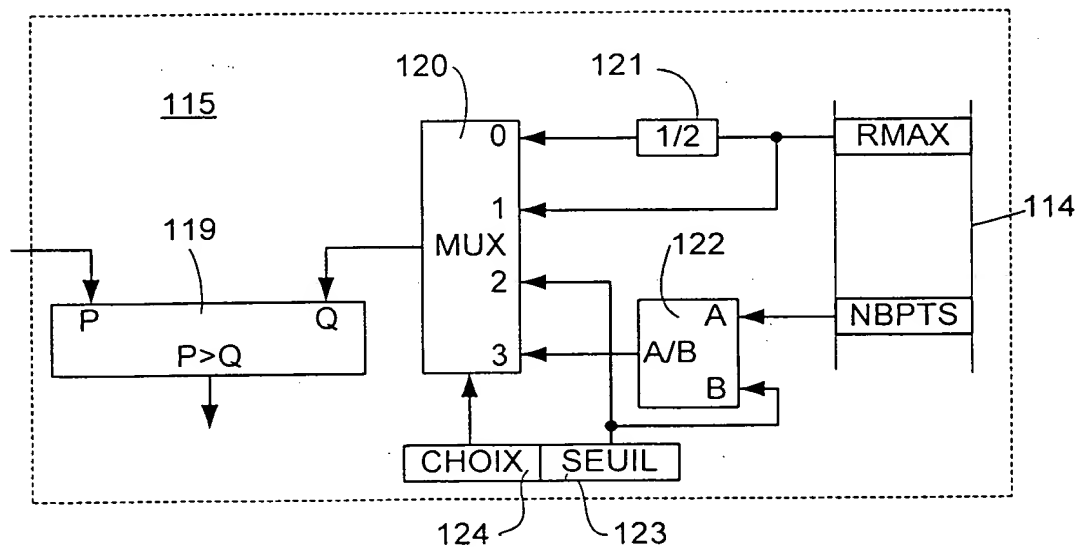 115
120
121
0
1/2
RMAX
1
114
119
MUX
122
2
P
Q
A
NBPTS
P>Q
3
A/B
B
CHOIX
SEUIL
124
123